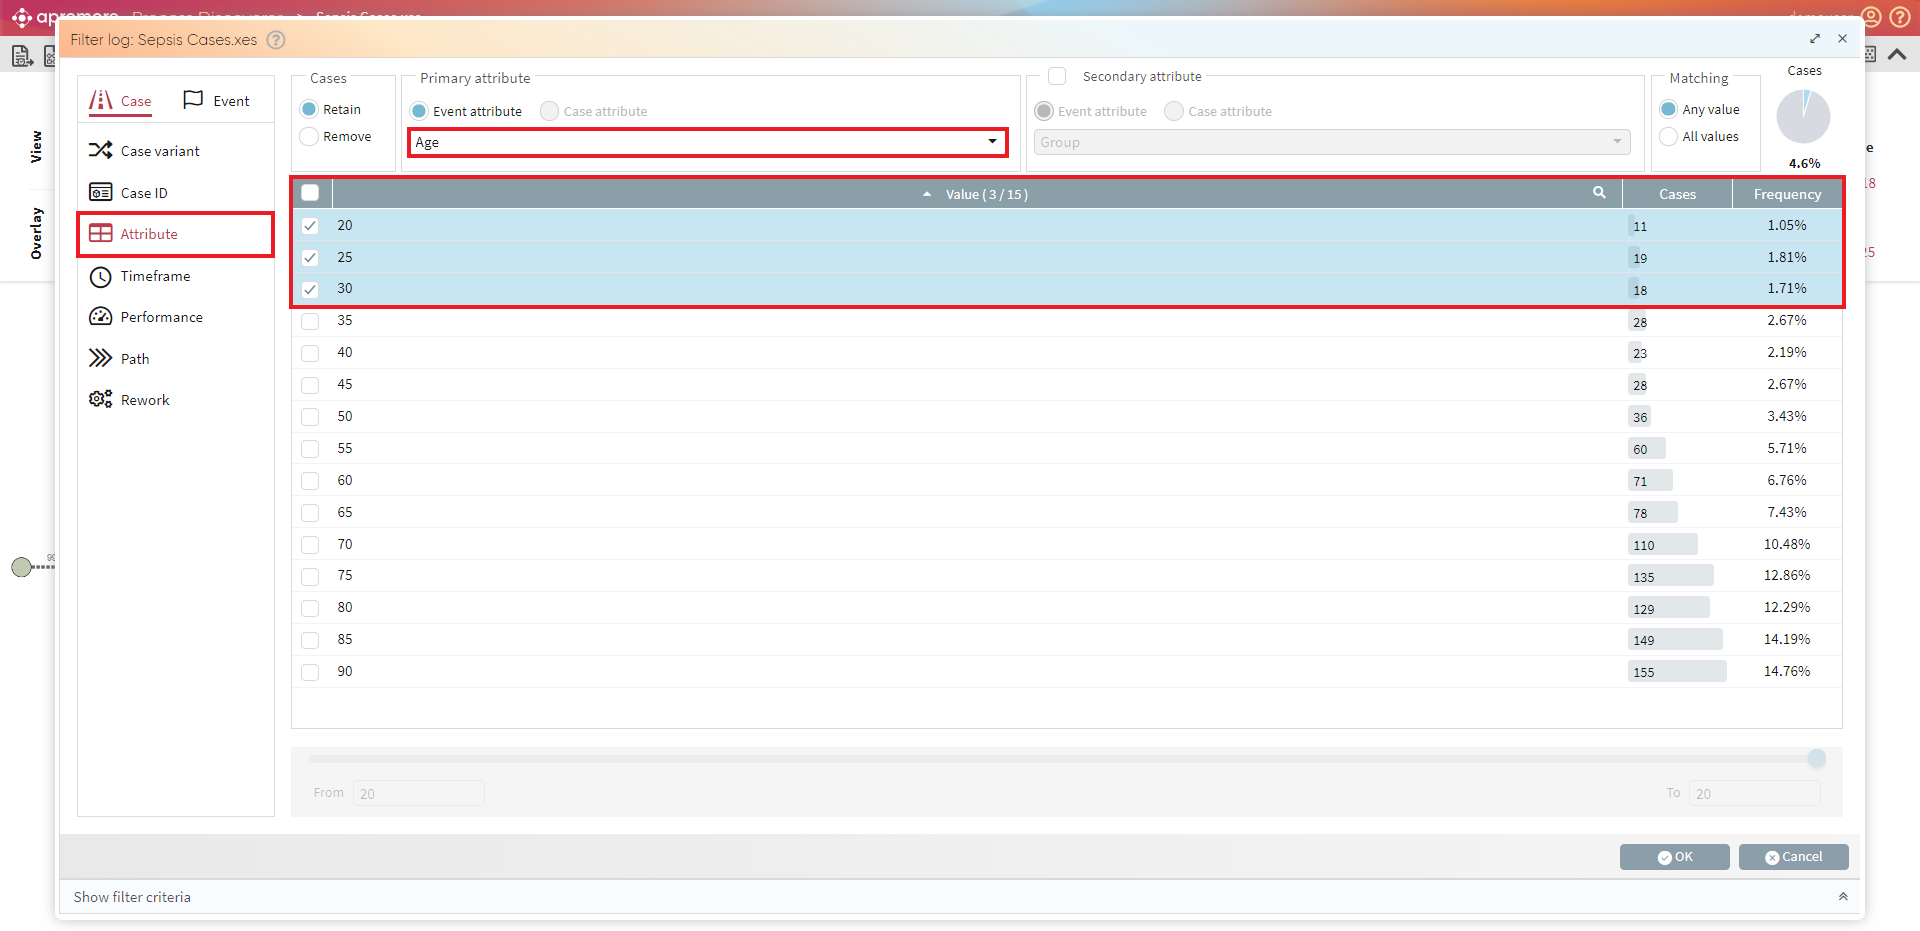 Filter log: Sepsis Cases.xes
View
Overlay
Case
Event
Case variant
Case ID
Attribute
Timeframe
Performance
Path
Rework
Cases
Retain
Remove
Primary attribute
Event attribute
Case attribute
Age
Secondary attribute
Event attribute
Case attribute
Group
Matching
Any value
All values
Cases
4.6%
Value ( 3 / 15 ) Cases Frequency
20 11 1.05%
25 19 1.81%
30 18 1.71%
35 28 2.67%
40 23 2.19%
45 28 2.67%
50 36 3.43%
55 60 5.71%
60 71 6.76%
65 78 7.43%
70 110 10.48%
75 135 12.86%
80 129 12.29%
85 149 14.19%
90 155 14.76%
From 20 To 20
OK Cancel
Show filter criteria